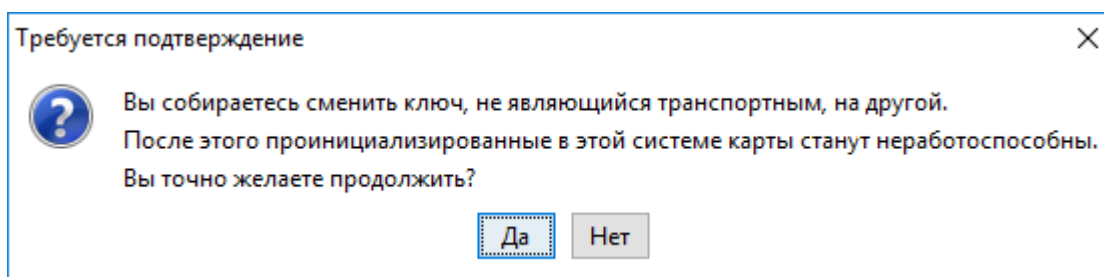 Требуется подтверждение
Вы собираетесь сменить ключ, не являющийся транспортным, на другой.
После этого проинициализированные в этой системе карты станут неработоспособны.
Вы точно желаете продолжить?
Да Нет